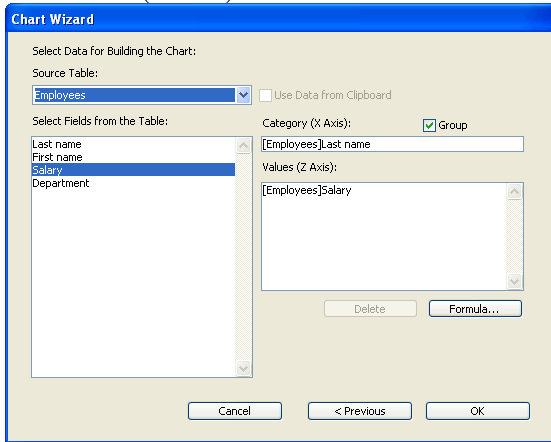 Chart Wizard
Select Data for Building the Chart:
Source Table:
Employees
Use Data from Clipboard
Select Fields from the Table:
Last name
First name
Salary
Department
Category (X Axis):
Group
[Employees]Last name
Values (Z Axis):
[Employees]Salary
Delete
Formula...
Cancel
< Previous
OK